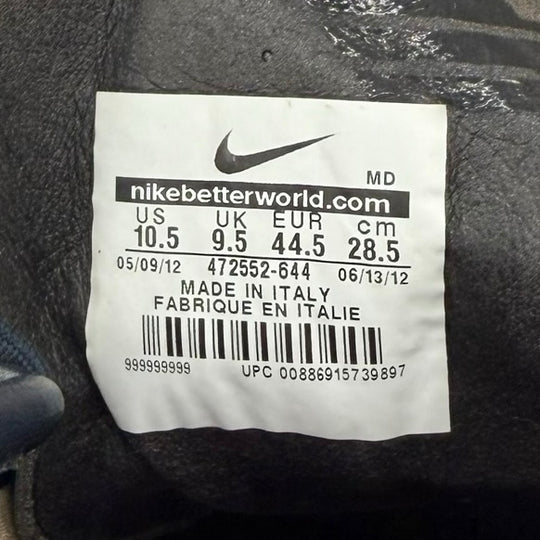 MD
nikebetterworld.com
US UK EUR cm
10.5 9.5 44.5 28.5
05/09/12 472552-644 06/13/12
MADE IN ITALY
FABRIQUE EN ITALIE
999999999 UPC 00886915739897